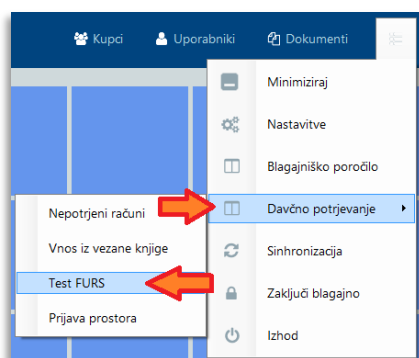 Kupci
Uporabniki
Dokumenti
Minimiziraj
Nastavitve
Blagajniško poročilo
Davčno potrjevanje
Sinhronizacija
Zaključi blagajno
Izhod
Nepotrjeni računi
Vnos iz vezane knjige
Test FURS
Prijava prostora